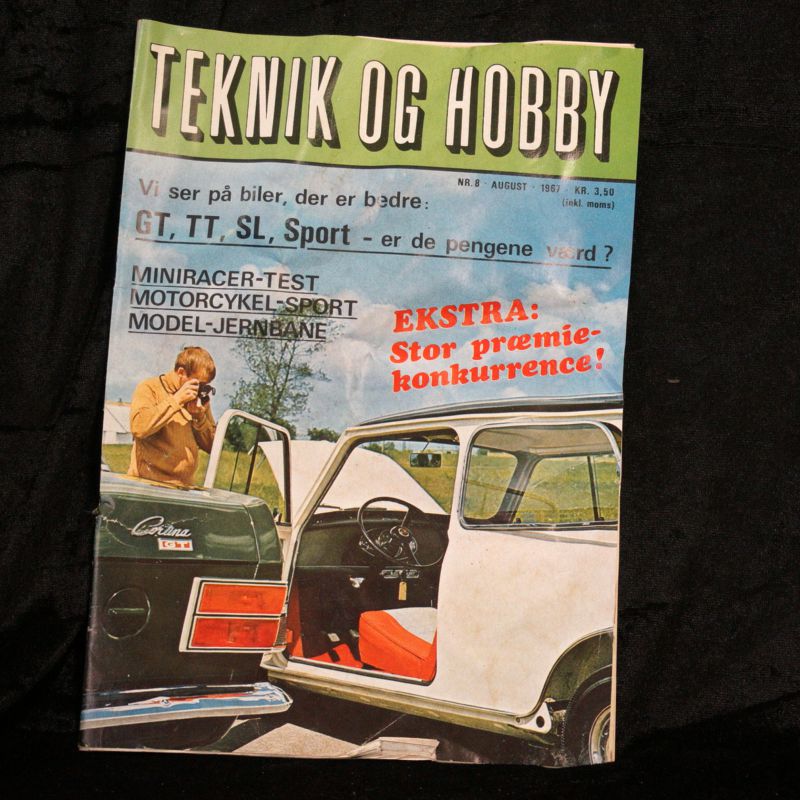 TEKNIK OG HOBBY
NR. 8 · AUGUST · 1967 · KR. 3,50
(inkl. moms)
Vi ser på biler, der er bedre:
GT, TT, SL, Sport - er de pengene værd?
MINIRACER-TEST
MOTORCYKEL-SPORT
MODEL-JERNBANE
EKSTRA:
Stor præmie-
konkurrence!
Cortina
GT